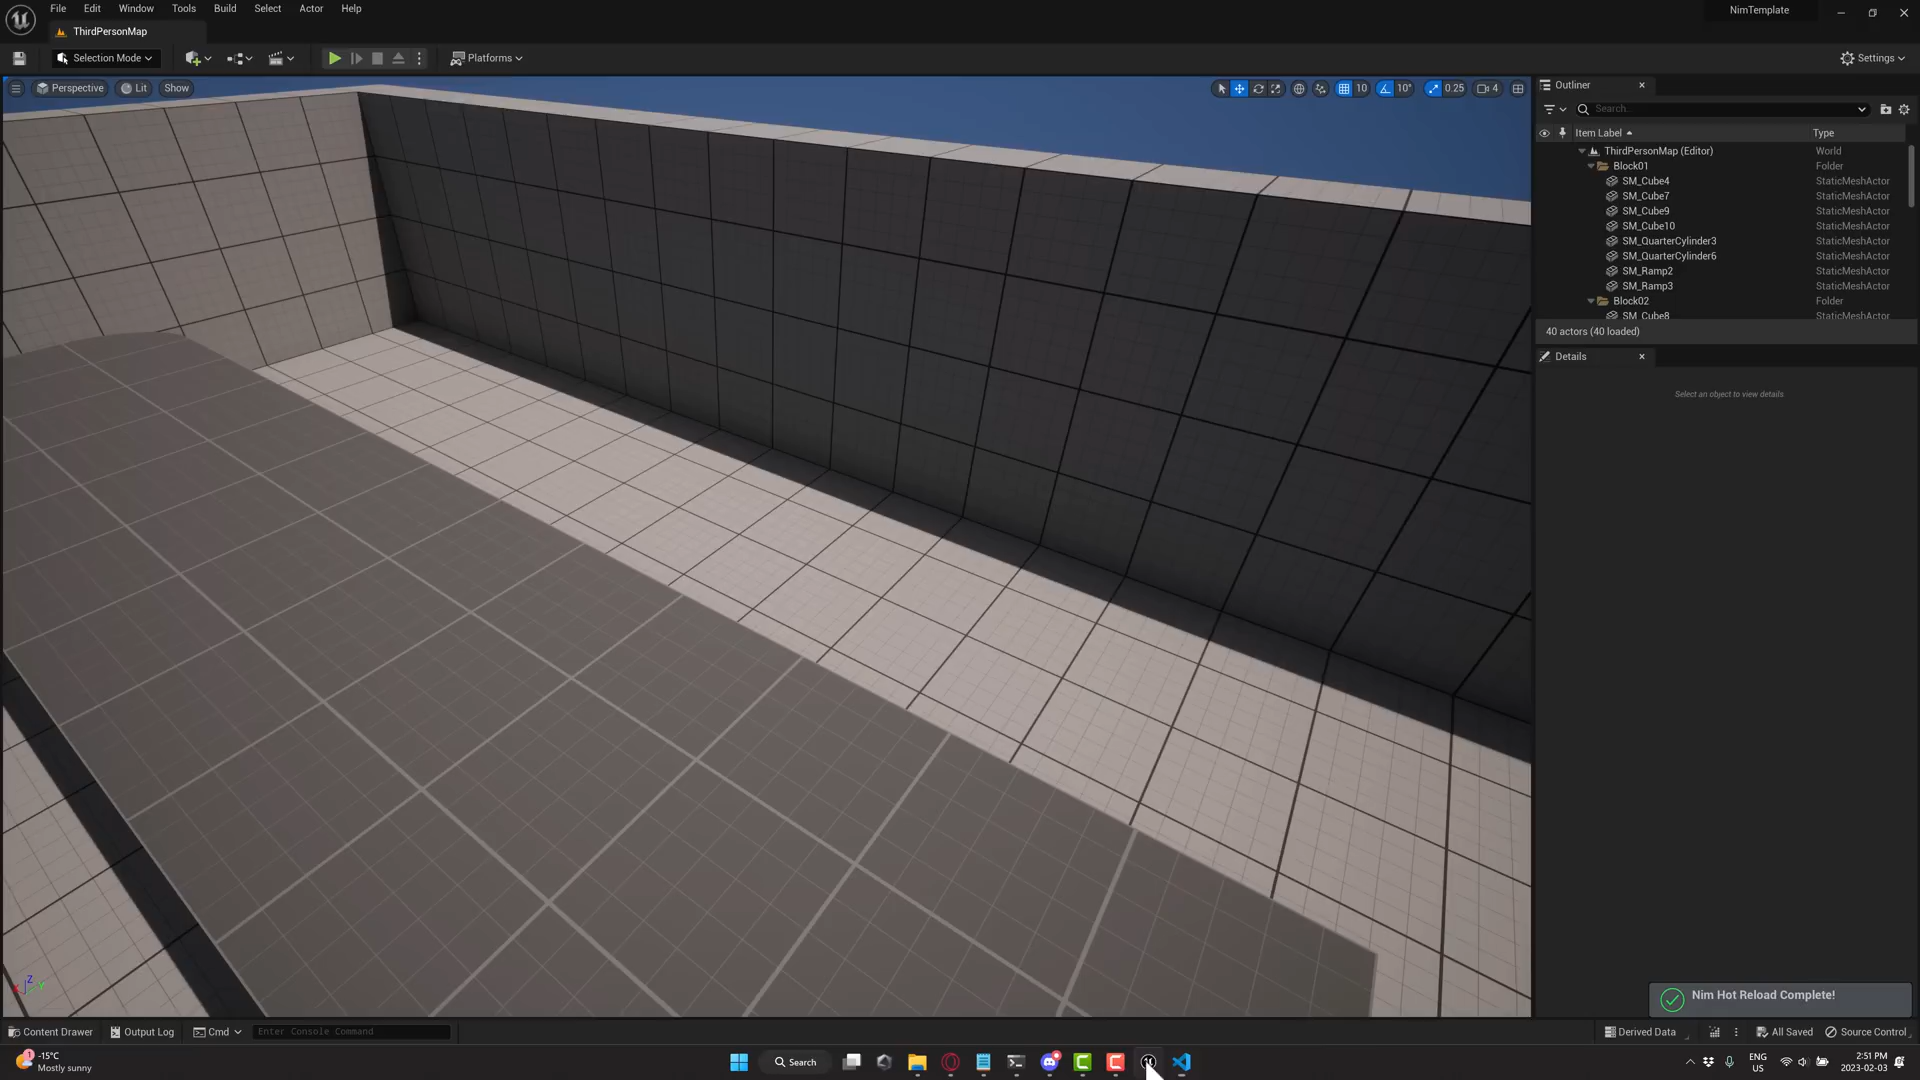 File Edit Window Tools Build Select Actor Help
NimTemplate
ThirdPersonMap
Selection Mode
Platforms
Settings
Perspective Lit Show
10 10° 0.25 4
Outliner
Search...
Item Label Type
ThirdPersonMap (Editor) World
Block01 Folder
SM_Cube4 StaticMeshActor
SM_Cube7 StaticMeshActor
SM_Cube9 StaticMeshActor
SM_Cube10 StaticMeshActor
SM_QuarterCylinder3 StaticMeshActor
SM_QuarterCylinder6 StaticMeshActor
SM_Ramp2 StaticMeshActor
SM_Ramp3 StaticMeshActor
Block02 Folder
SM_Cube8 StaticMeshActor
40 actors (40 loaded)
Details
Select an object to view details
Z
Y
Nim Hot Reload Complete!
Content Drawer Output Log Cmd Enter Console Command
Derived Data All Saved Source Control
1
-15°C
Mostly sunny
Search
ENG
US
2:51 PM
2023-02-03